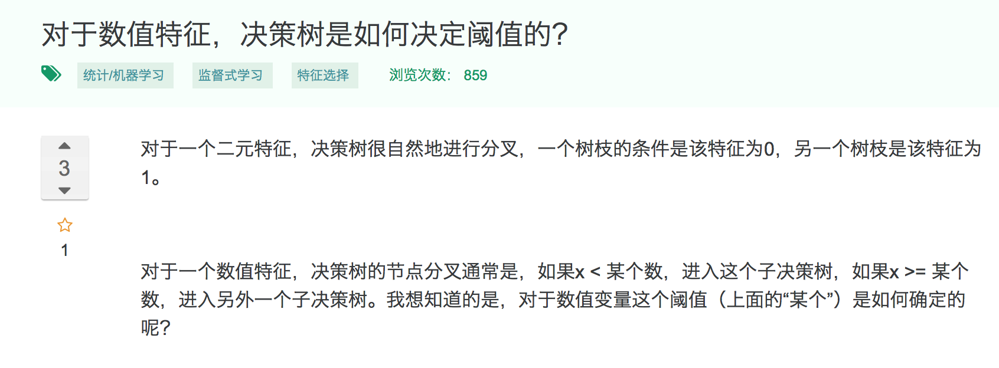 对于数值特征，决策树是如何决定阈值的?
统计/机器学习 监督式学习 特征选择 浏览次数： 859
3
1
对于一个二元特征，决策树很自然地进行分叉，一个树枝的条件是该特征为0，另一个树枝是该特征为
1。
对于一个数值特征，决策树的节点分叉通常是，如果x < 某个数，进入这个子决策树，如果x >= 某个
数，进入另外一个子决策树。我想知道的是，对于数值变量这个阈值（上面的“某个”）是如何确定的
呢?